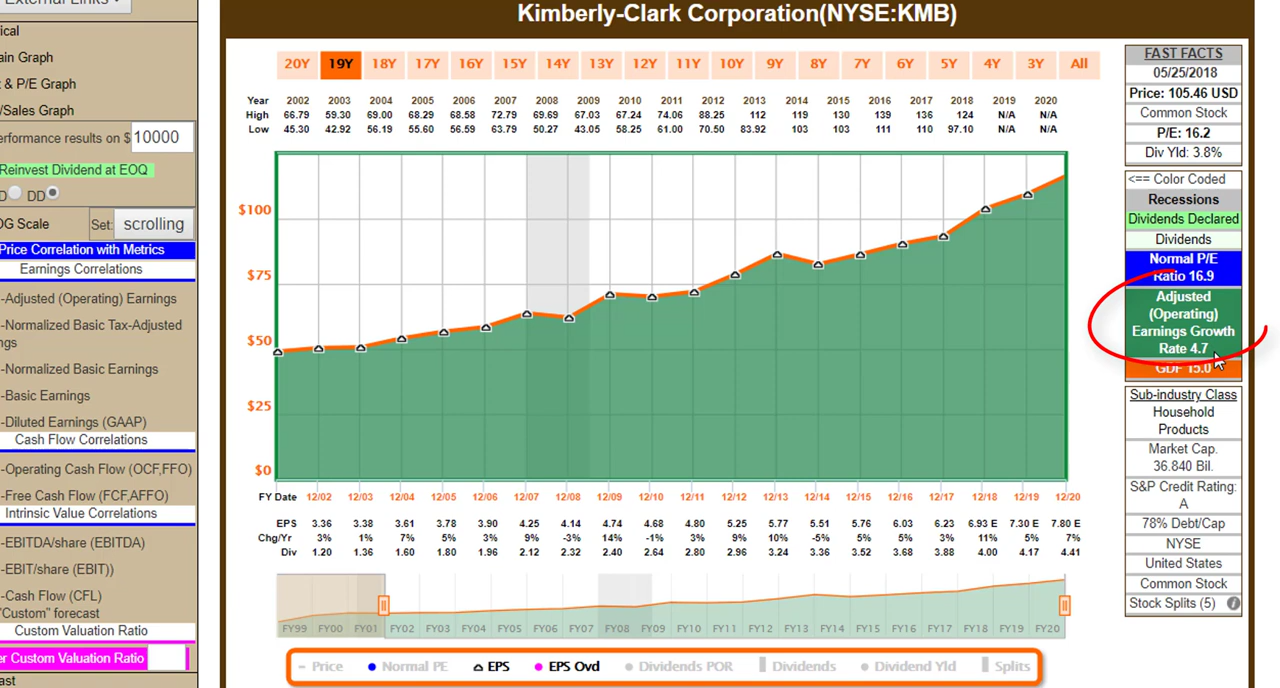 External Links
Kimberly-Clark Corporation(NYSE:KMB)
20Y 19Y 18Y 17Y 16Y 15Y 14Y 13Y 12Y 11Y 10Y 9Y 8Y 7Y 6Y 5Y 4Y 3Y All
Year 2002 2003 2004 2005 2006 2007 2008 2009 2010 2011 2012 2013 2014 2015 2016 2017 2018 2019 2020
High 66.79 59.30 69.00 68.29 68.58 72.79 69.69 67.03 67.24 74.06 88.25 112 119 130 139 136 124 N/A N/A
Low 45.30 42.92 56.19 55.60 56.59 63.79 50.27 43.05 58.25 61.00 70.50 83.92 103 103 111 110 97.10 N/A N/A
rical
ain Graph
t & P/E Graph
/Sales Graph
erformance results on $ 10000
Reinvest Dividend at EOQ
D DD
OG Scale Set: scrolling
Price Correlation with Metrics
Earnings Correlations
-Adjusted (Operating) Earnings
-Normalized Basic Tax-Adjusted
ngs
-Normalized Basic Earnings
-Basic Earnings
-Diluted Earnings (GAAP)
Cash Flow Correlations
-Operating Cash Flow (OCF,FFO)
-Free Cash Flow (FCF,AFFO)
Intrinsic Value Correlations
-EBITDA/share (EBITDA)
-EBIT/share (EBIT))
-Cash Flow (CFL)
"Custom" forecast
Custom Valuation Ratio
er Custom Valuation Ratio
ast
$100
$75
$50
$25
$0
FY Date 12/02 12/03 12/04 12/05 12/06 12/07 12/08 12/09 12/10 12/11 12/12 12/13 12/14 12/15 12/16 12/17 12/18 12/19 12/20
EPS 3.36 3.38 3.61 3.78 3.90 4.25 4.14 4.74 4.68 4.80 5.25 5.77 5.51 5.76 6.03 6.23 6.93 E 7.30 E 7.80 E
Chg/Yr 3% 1% 7% 5% 3% 9% -3% 14% -1% 3% 9% 10% -5% 5% 5% 3% 11% 5% 7%
Div 1.20 1.36 1.60 1.80 1.96 2.12 2.32 2.40 2.64 2.80 2.96 3.24 3.36 3.52 3.68 3.88 4.00 4.17 4.41
FY99 FY00 FY01 FY02 FY03 FY04 FY05 FY06 FY07 FY08 FY09 FY10 FY11 FY12 FY13 FY14 FY15 FY16 FY17 FY18 FY19 FY20
Price Normal PE EPS EPS Ovd Dividends POR Dividends Dividend Yld Splits
FAST FACTS
05/25/2018
Price: 105.46 USD
Common Stock
P/E: 16.2
Div Yld: 3.8%
<== Color Coded
Recessions
Dividends Declared
Dividends
Normal P/E
Ratio 16.9
Adjusted
(Operating)
Earnings Growth
Rate 4.7
GDF 15.0
Sub-industry Class
Household
Products
Market Cap.
36.840 Bil.
S&P Credit Rating:
A
78% Debt/Cap
NYSE
United States
Common Stock
Stock Splits (5) i